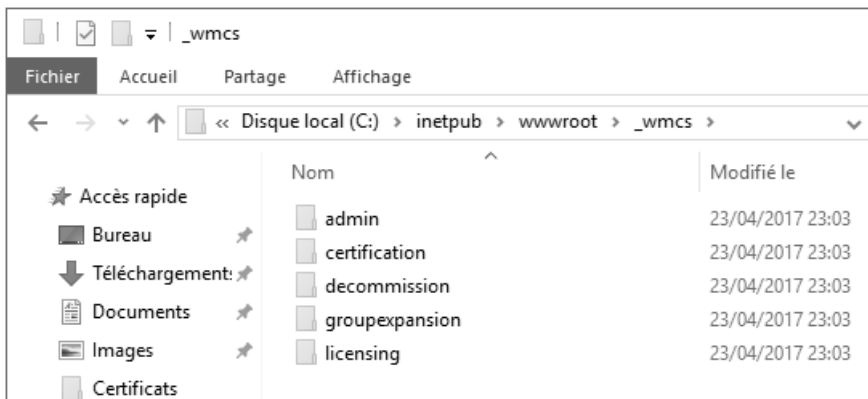 _wmcs
Fichier Accueil Partage Affichage
« Disque local (C:) > inetpub > wwwroot > _wmcs >
Nom Modifié le
Accès rapide
Bureau
Téléchargements
Documents
Images
Certificats
admin 23/04/2017 23:03
certification 23/04/2017 23:03
decommission 23/04/2017 23:03
groupexpansion 23/04/2017 23:03
licensing 23/04/2017 23:03